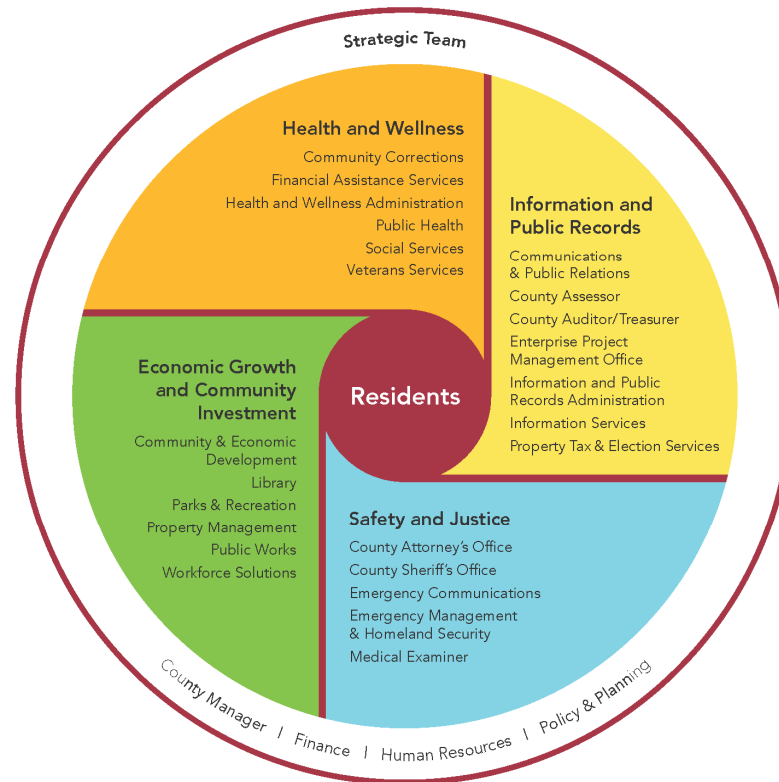 Strategic Team
Health and Wellness
Community Corrections
Financial Assistance Services
Health and Wellness Administration
Public Health
Social Services
Veterans Services
Information and
Public Records
Communications
& Public Relations
County Assessor
County Auditor/Treasurer
Enterprise Project
Management Office
Information and Public
Records Administration
Information Services
Property Tax & Election Services
Residents
Economic Growth
and Community
Investment
Community & Economic
Development
Library
Parks & Recreation
Property Management
Public Works
Workforce Solutions
Safety and Justice
County Attorney's Office
County Sheriff's Office
Emergency Communications
Emergency Management
& Homeland Security
Medical Examiner
County Manager | Finance | Human Resources | Policy & Planning